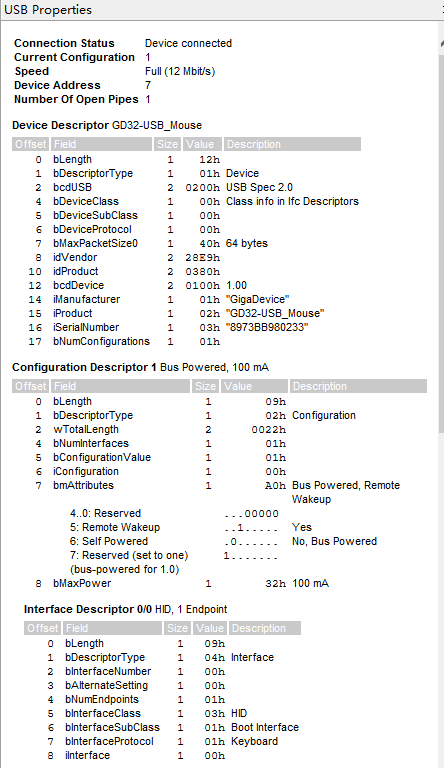 USB Properties
Connection Status Device connected
Current Configuration 1
Speed Full (12 Mbit/s)
Device Address 7
Number Of Open Pipes 1
Device Descriptor GD32-USB_Mouse
Offset Field Size Value Description
0 bLength 1 12h
1 bDescriptorType 1 01h Device
2 bcdUSB 2 0200h USB Spec 2.0
4 bDeviceClass 1 00h Class info in Ifc Descriptors
5 bDeviceSubClass 1 00h
6 bDeviceProtocol 1 00h
7 bMaxPacketSize0 1 40h 64 bytes
8 idVendor 2 28E9h
10 idProduct 2 0380h
12 bcdDevice 2 0100h 1.00
14 iManufacturer 1 01h "GigaDevice"
15 iProduct 1 02h "GD32-USB_Mouse"
16 iSerialNumber 1 03h "8973BB980233"
17 bNumConfigurations 1 01h
Configuration Descriptor 1 Bus Powered, 100 mA
Offset Field Size Value Description
0 bLength 1 09h
1 bDescriptorType 1 02h Configuration
2 wTotalLength 2 0022h
4 bNumInterfaces 1 01h
5 bConfigurationValue 1 01h
6 iConfiguration 1 00h
7 bmAttributes 1 A0h Bus Powered, Remote
Wakeup
4..0: Reserved ...00000
5: Remote Wakeup ..1..... Yes
6: Self Powered .0...... No, Bus Powered
7: Reserved (set to one) 1.......
(bus-powered for 1.0)
8 bMaxPower 1 32h 100 mA
Interface Descriptor 0/0 HID, 1 Endpoint
Offset Field Size Value Description
0 bLength 1 09h
1 bDescriptorType 1 04h Interface
2 bInterfaceNumber 1 00h
3 bAlternateSetting 1 00h
4 bNumEndpoints 1 01h
5 bInterfaceClass 1 03h HID
6 bInterfaceSubClass 1 01h Boot Interface
7 bInterfaceProtocol 1 01h Keyboard
8 iInterface 1 00h